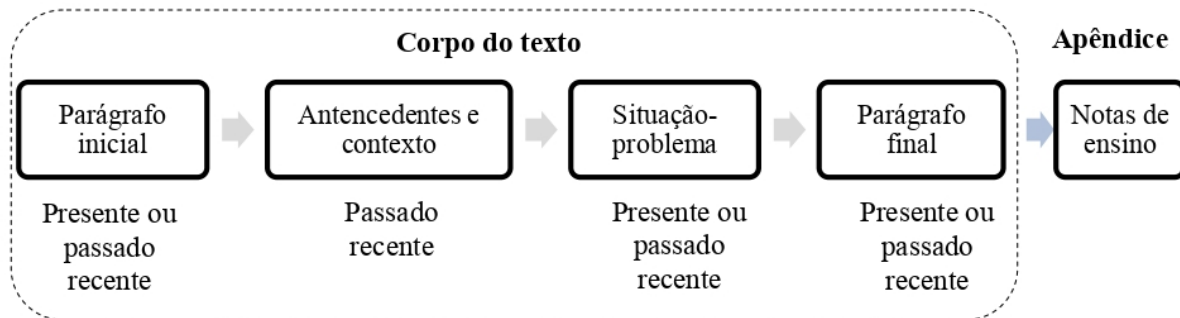 Corpo do texto
Apêndice
Parágrafo
inicial
Antencedentes e
contexto
Situação-
problema
Parágrafo
final
Notas de
ensino
Presente ou
passado
recente
Passado
recente
Presente ou
passado
recente
Presente ou
passado
recente